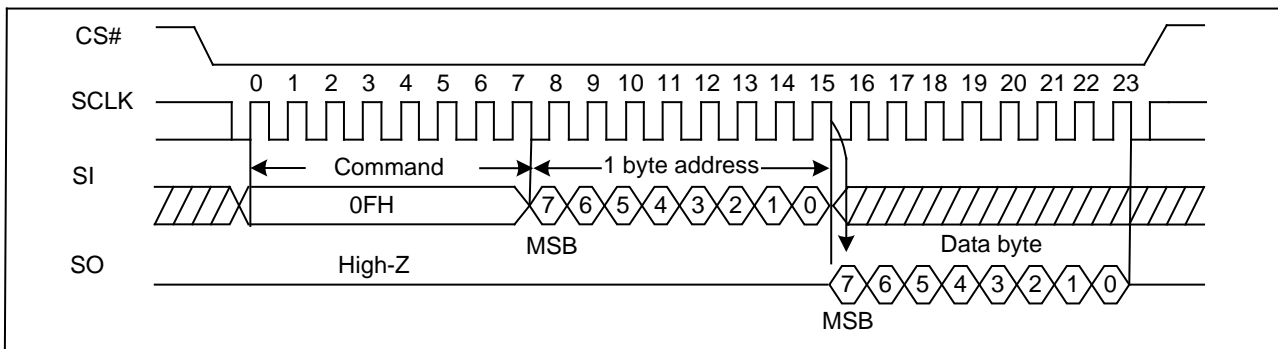 CS#
0 1 2 3 4 5 6 7 8 9 10 11 12 13 14 15 16 17 18 19 20 21 22 23
SCLK
Command 1 byte address
SI
0FH 7 6 5 4 3 2 1 0
MSB Data byte
SO High-Z
7 6 5 4 3 2 1 0
MSB